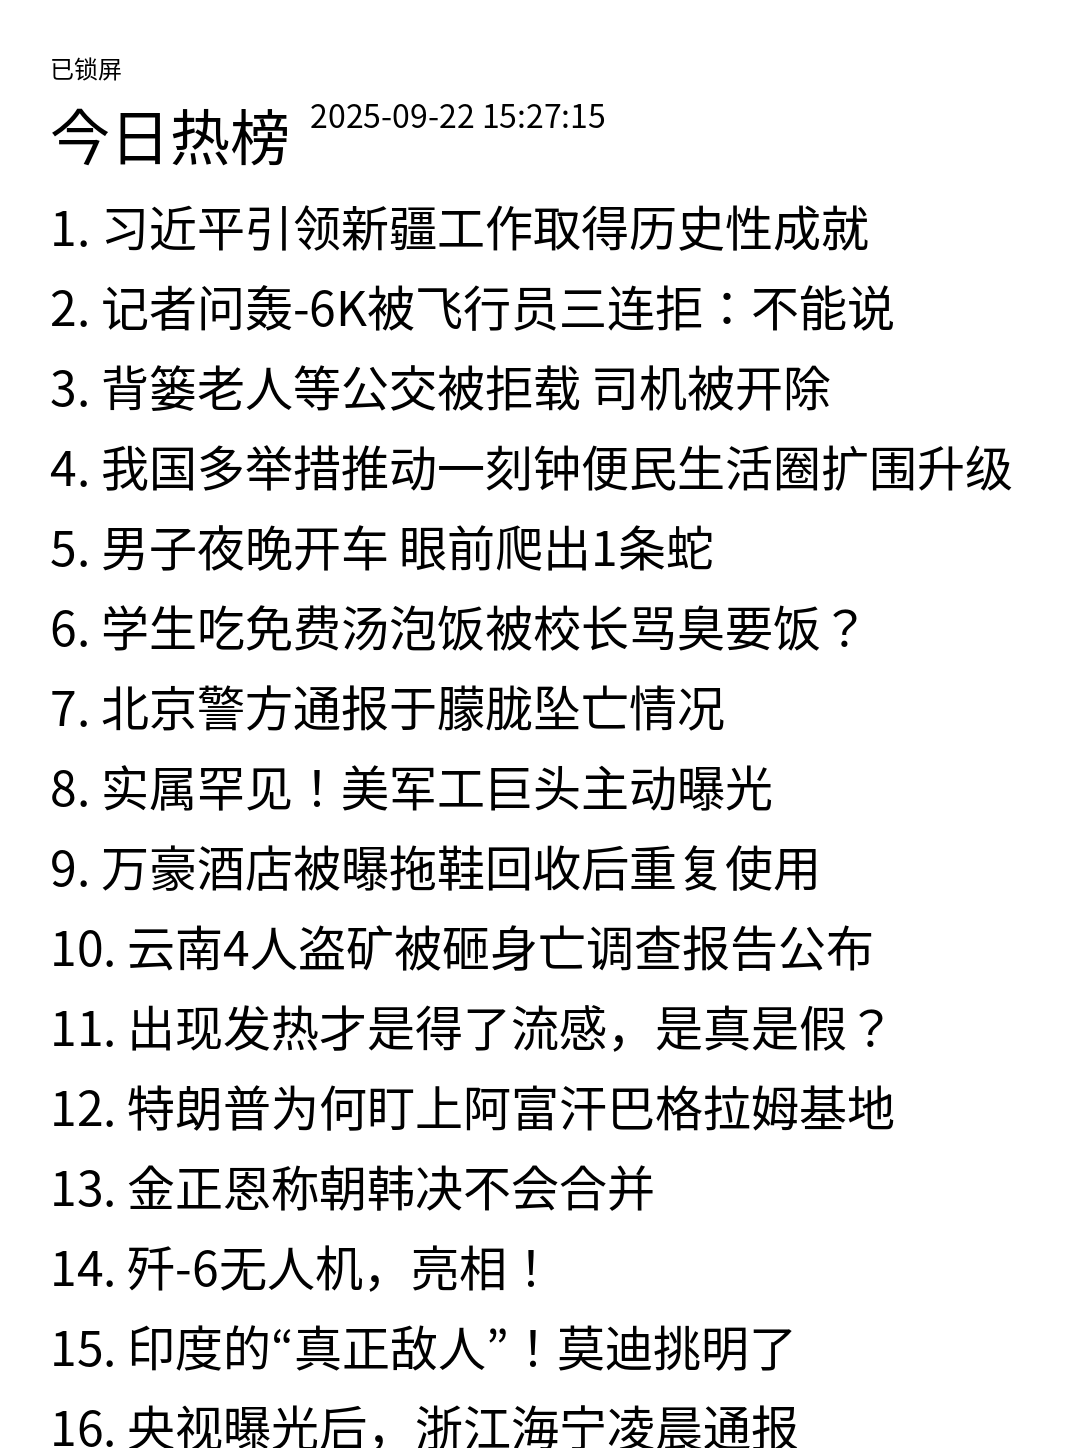 已锁屏
今日热榜 2025-09-22 15:27:15
1. 习近平引领新疆工作取得历史性成就
2. 记者问轰-6K被飞行员三连拒：不能说
3. 背篓老人等公交被拒载 司机被开除
4. 我国多举措推动一刻钟便民生活圈扩围升级
5. 男子夜晚开车 眼前爬出1条蛇
6. 学生吃免费汤泡饭被校长骂臭要饭？
7. 北京警方通报于朦胧坠亡情况
8. 实属罕见！美军工巨头主动曝光
9. 万豪酒店被曝拖鞋回收后重复使用
10. 云南4人盗矿被砸身亡调查报告公布
11. 出现发热才是得了流感，是真是假？
12. 特朗普为何盯上阿富汗巴格拉姆基地
13. 金正恩称朝韩决不会合并
14. 歼-6无人机，亮相！
15. 印度的“真正敌人”！莫迪挑明了
16. 央视曝光后，浙江海宁凌晨通报